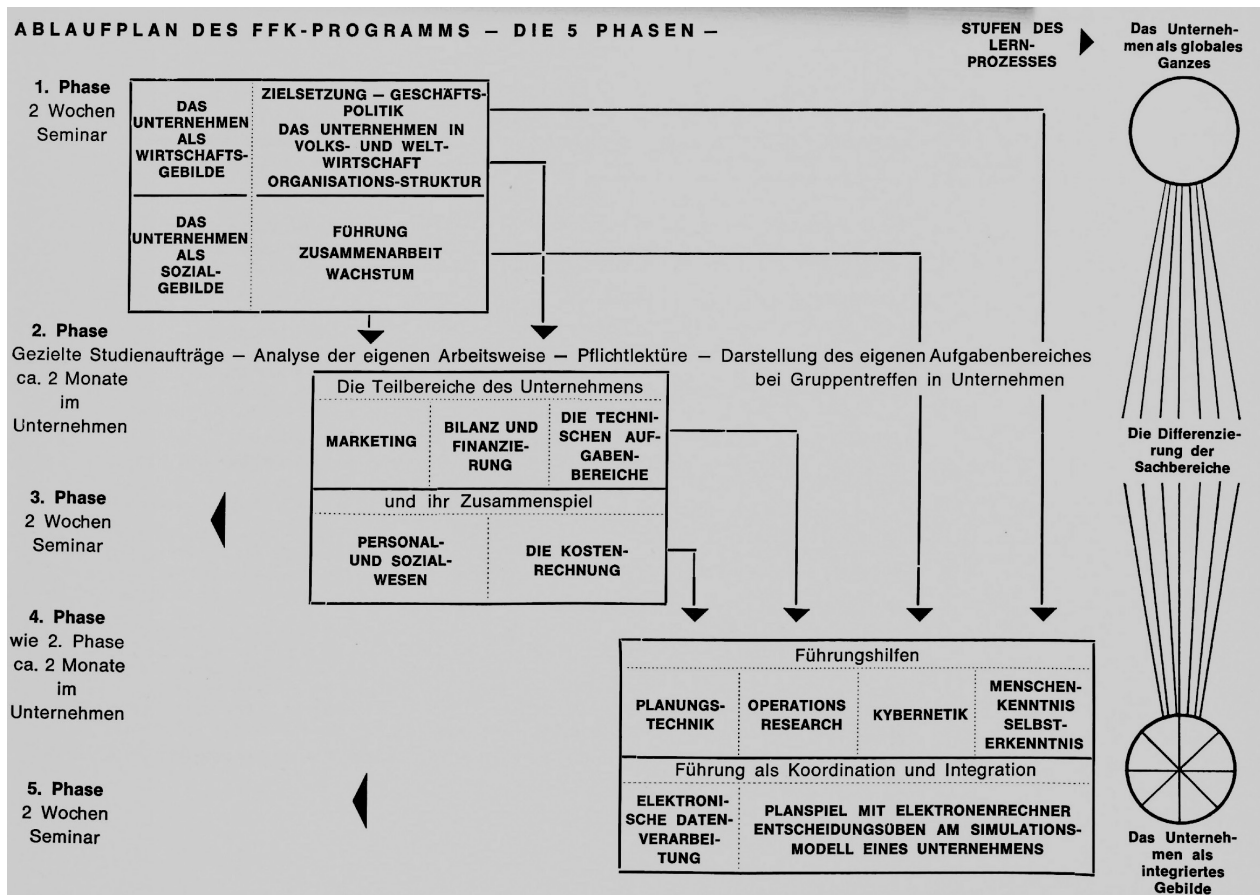 ABLAUFPLAN DES FFK-PROGRAMMS – DIE 5 PHASEN –
STUFEN DES
LERN-
PROZESSES
Das Unterneh-
men als globales
Ganzes
1. Phase
2 Wochen
Seminar
DAS
UNTERNEHMEN
ALS
WIRTSCHAFTS-
GEBILDE
ZIELSETZUNG – GESCHÄFTS-
POLITIK
DAS UNTERNEHMEN IN
VOLKS- UND WELT-
WIRTSCHAFT
ORGANISATIONS-STRUKTUR
DAS
UNTERNEHMEN
ALS
SOZIAL-
GEBILDE
FÜHRUNG
ZUSAMMENARBEIT
WACHSTUM
2. Phase
Gezielte Studienaufträge – Analyse der eigenen Arbeitsweise – Pflichtlektüre – Darstellung des eigenen Aufgabenbereiches
bei Gruppentreffen in Unternehmen
ca. 2 Monate
im
Unternehmen
Die Teilbereiche des Unternehmens
MARKETING
BILANZ UND
FINANZIE-
RUNG
DIE TECHNI-
SCHEN AUF-
GABEN-
BEREICHE
und ihr Zusammenspiel
PERSONAL-
UND SOZIAL-
WESEN
DIE KOSTEN-
RECHNUNG
Die Differenzie-
rung der
Sachbereiche
3. Phase
2 Wochen
Seminar
4. Phase
wie 2. Phase
ca. 2 Monate
im
Unternehmen
Führungshilfen
PLANUNGS-
TECHNIK
OPERATIONS
RESEARCH
KYBERNETIK
MENSCHEN-
KENNTNIS
SELBST-
ERKENNTNIS
Führung als Koordination und Integration
ELEKTRONI-
SCHE DATEN-
VERARBEI-
TUNG
PLANSPIEL MIT ELEKTRONENRECHNER
ENTSCHEIDUNGSÜBEN AM SIMULATIONS-
MODELL EINES UNTERNEHMENS
5. Phase
2 Wochen
Seminar
Das Unterneh-
men als
integriertes
Gebilde